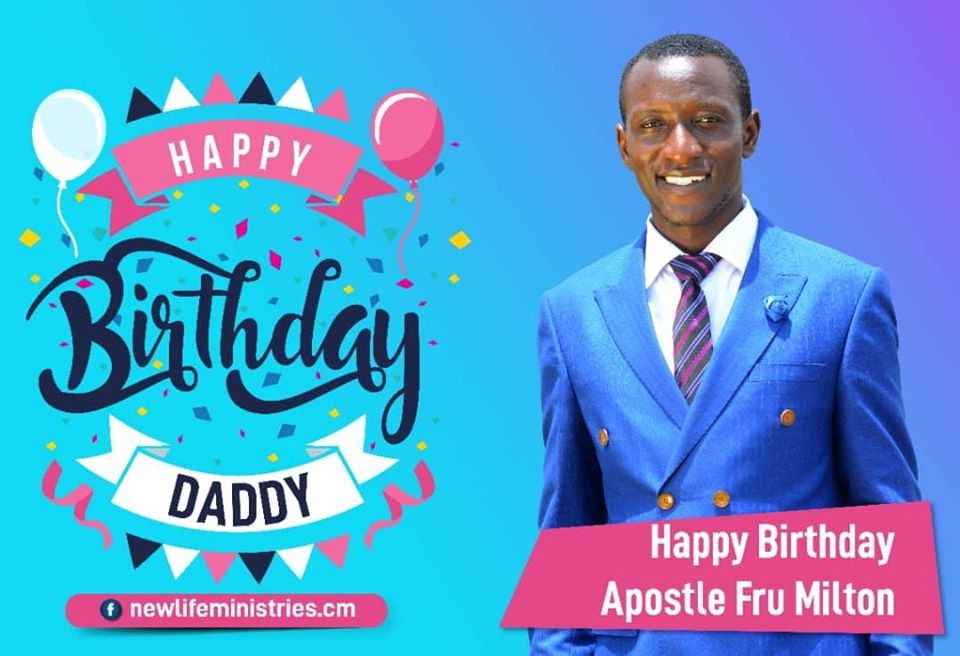 HAPPY
Birthday
DADDY
newlifeministries.cm
Happy Birthday
Apostle Fru Milton